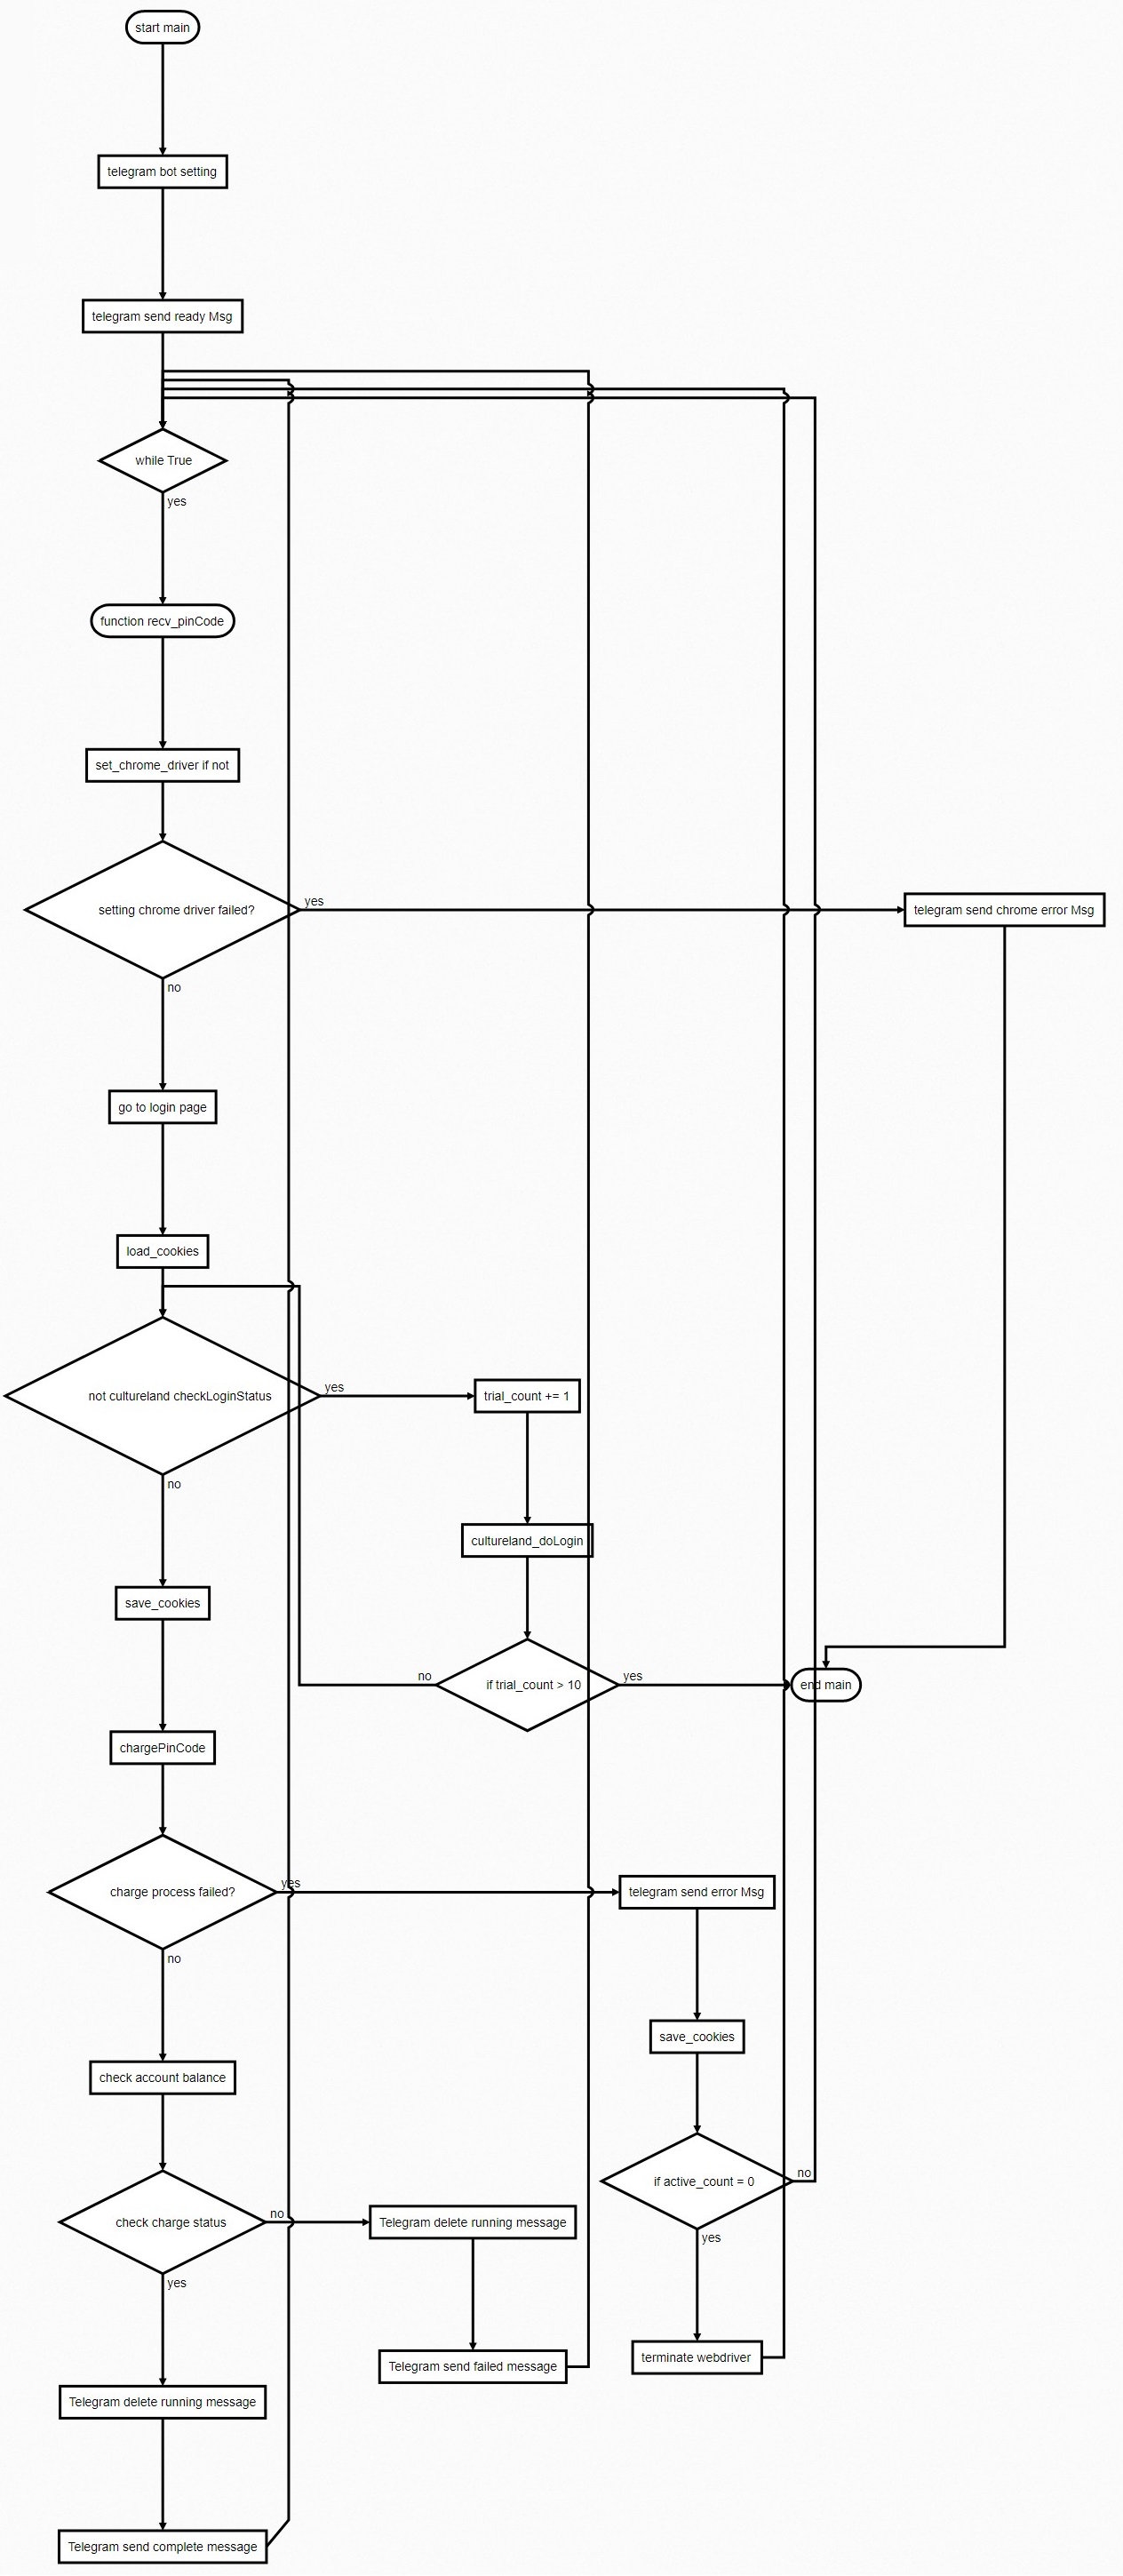 start main
telegram bot setting
telegram send ready Msg
while True
yes
function recv_pinCode
set_chrome_driver if not
setting chrome driver failed?
yes
telegram send chrome error Msg
no
go to login page
load_cookies
not cultureland checkLoginStatus
yes
trial_count += 1
no
cultureland_doLogin
save_cookies
no
if trial_count > 10
yes
end main
chargePinCode
charge process failed?
yes
telegram send error Msg
no
save_cookies
check account balance
if active_count = 0
no
check charge status
no
Telegram delete running message
yes
yes
Telegram send failed message
terminate webdriver
Telegram delete running message
Telegram send complete message